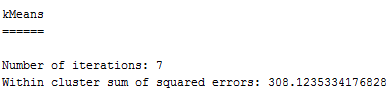 kMeans
======
Number of iterations: 7
Within cluster sum of squared errors: 308.1235334176828